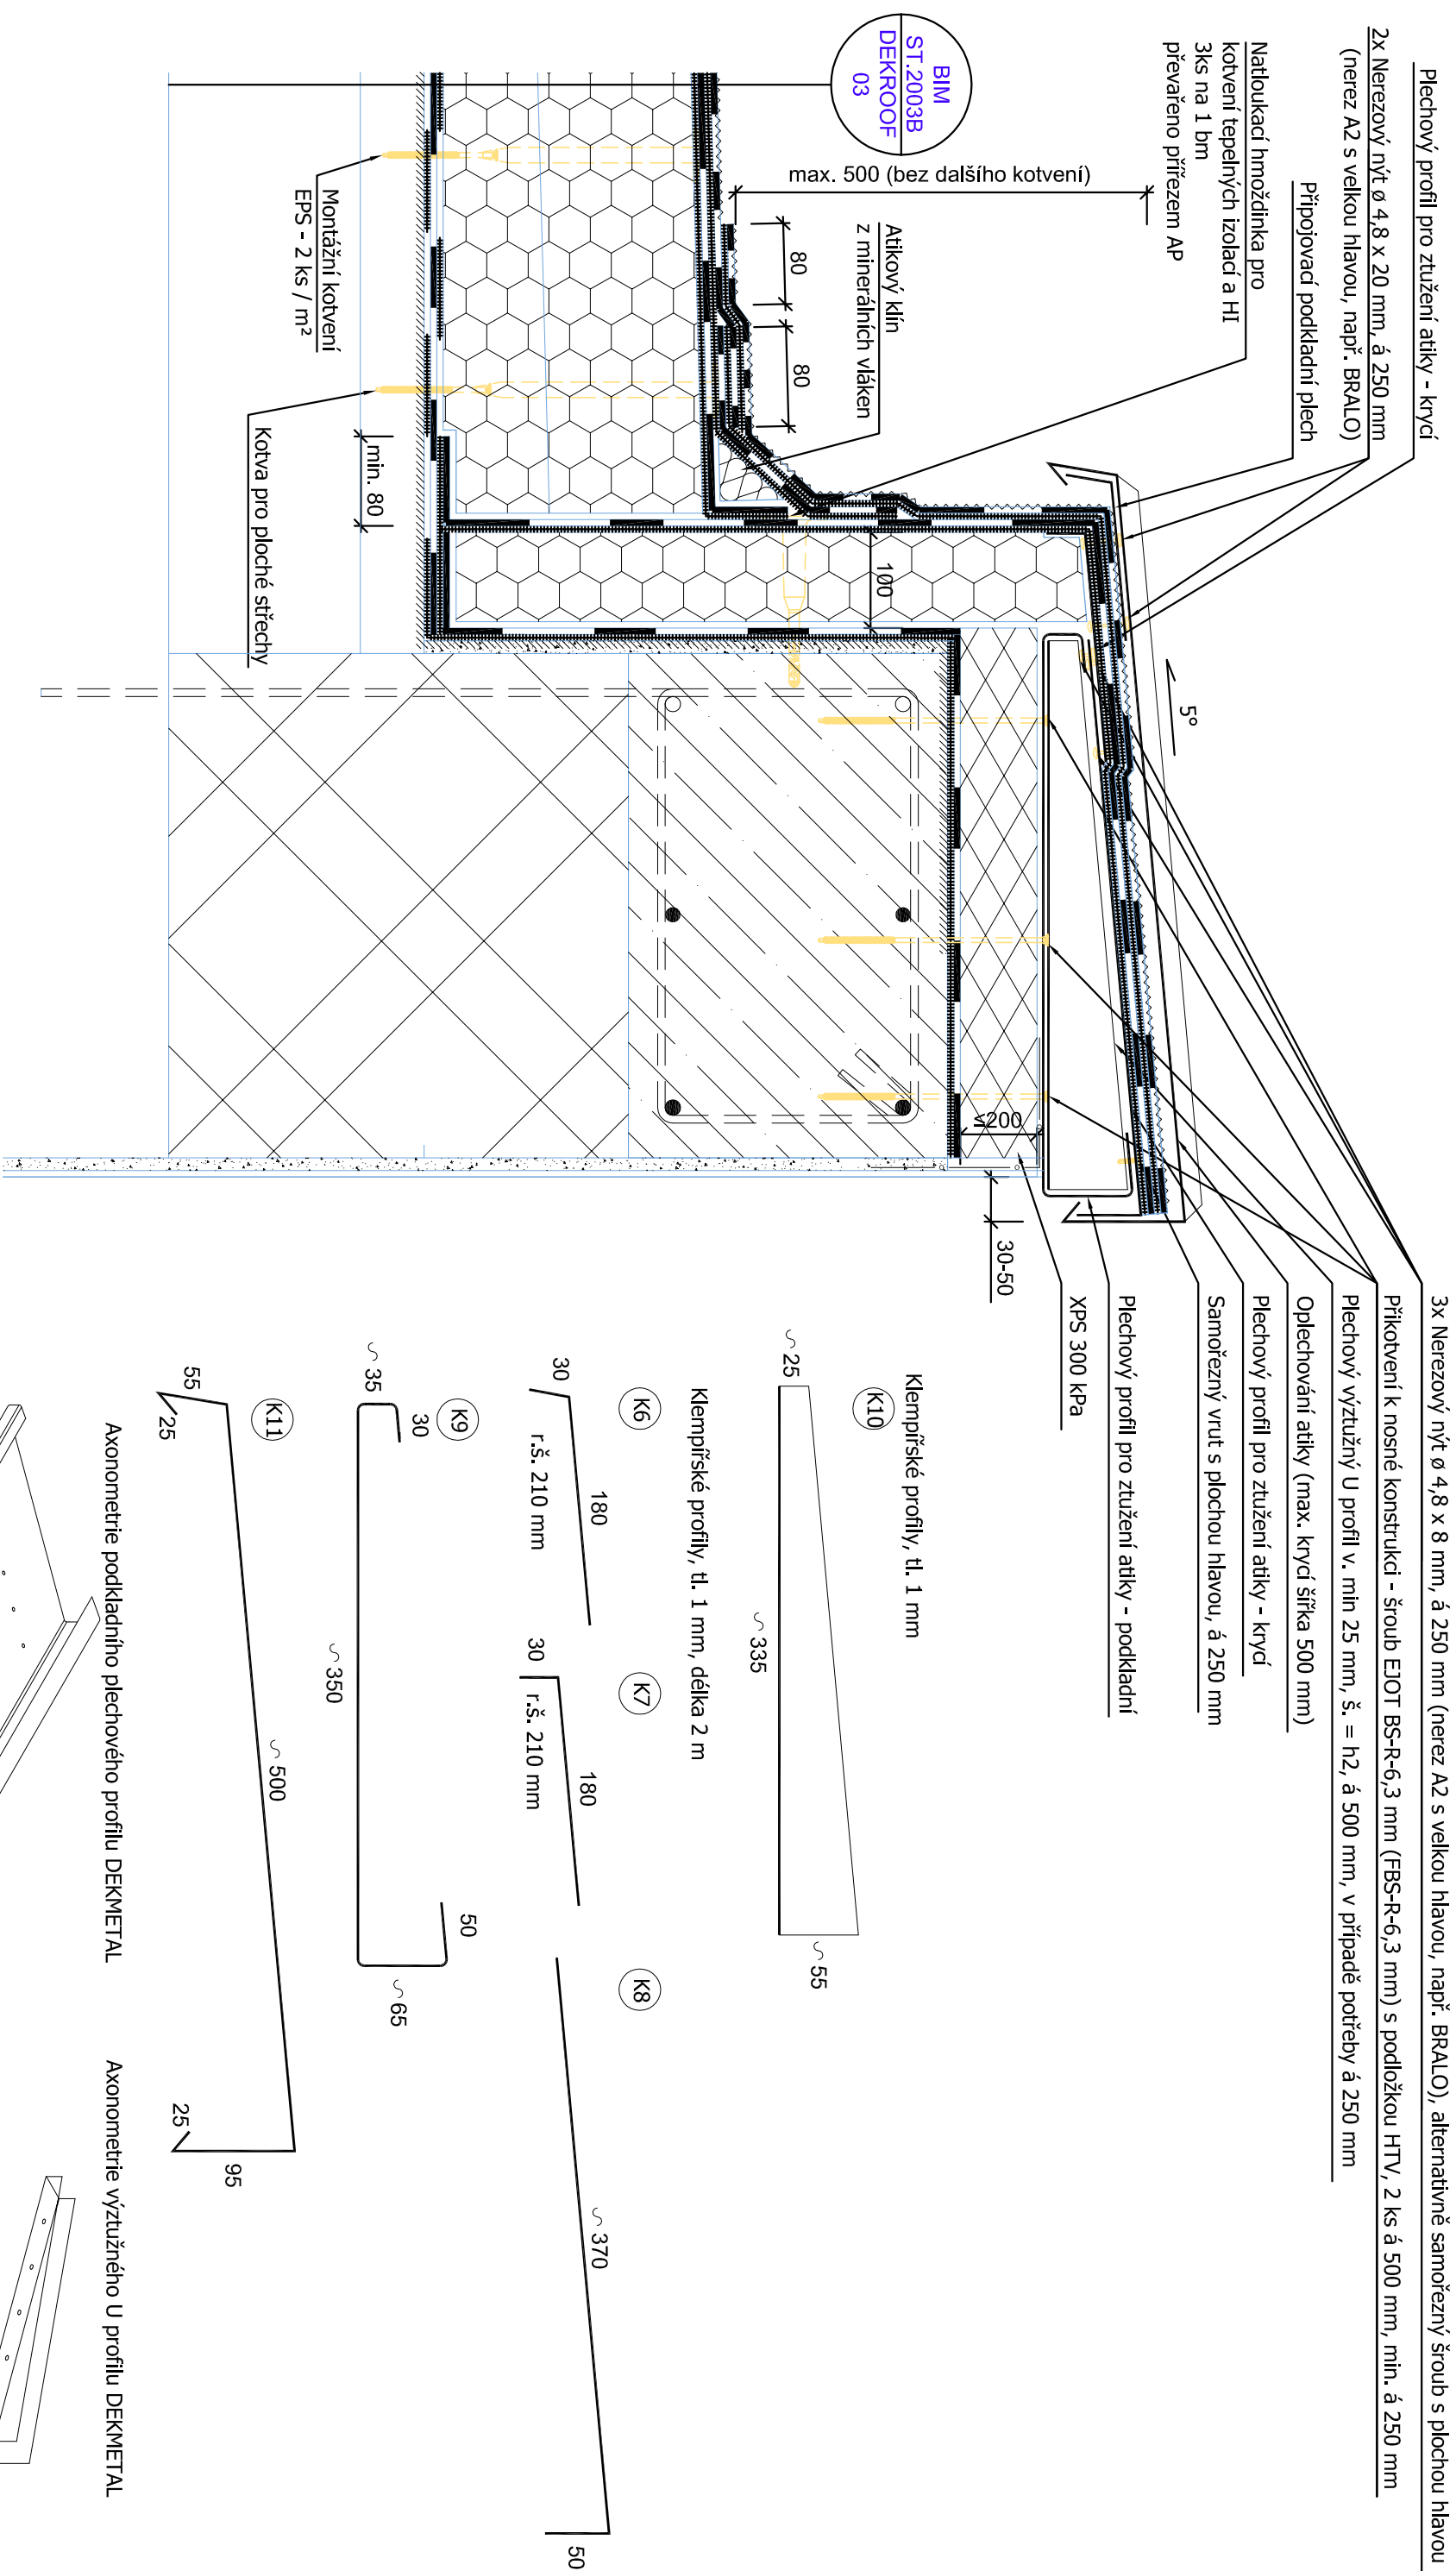 3x Nerezový nýt ø 4,8 x 8 mm, á 250 mm (nerez A2 s velkou hlavou, např. BRALO), alternativně samořezný šroub s plochou hlavou
Přikotvení k nosné konstrukci - šroub EJOT BS-R-6,3 mm (FBS-R-6,3 mm) s podložkou HTV, 2 ks á 500 mm, min. á 250 mm
Plechový výztužný U profil v. min 25 mm, š. = h2, á 500 mm, v případě potřeby á 250 mm
Oplechování atiky (max. krycí šířka 500 mm)
Plechový profil pro ztužení atiky - krycí
Samořezný vrut s plochou hlavou, á 250 mm
Plechový profil pro ztužení atiky - podkladní
XPS 300 kPa
Plechový profil pro ztužení atiky - krycí
2x Nerezový nýt ø 4,8 x 20 mm, á 250 mm
(nerez A2 s velkou hlavou, např. BRALO)
Připojovací podkladní plech
Natloukací hmoždinka pro
kotvení tepelných izolací a HI
3ks na 1 bm
převařeno přířezem AP
5°
max. 500 (bez dalšího kotvení)
BIM
ST.2003B
DEKROOF
03
Atikový klín
z minerálních vláken
80
80
100
≤200
30-50
min. 80
Montážní kotvení
EPS - 2 ks / m²
Kotva pro ploché střechy
Klempířské profily, tl. 1 mm
K10
25
335
55
Klempířské profily, tl. 1 mm, délka 2 m
K6
30
180
r.š. 210 mm
K7
30
180
r.š. 210 mm
K8
370
50
K9
35
30
350
50
65
K11
55
25
500
25
95
Axonometrie podkladního plechového profilu DEKMETAL
Axonometrie výztužného U profilu DEKMETAL